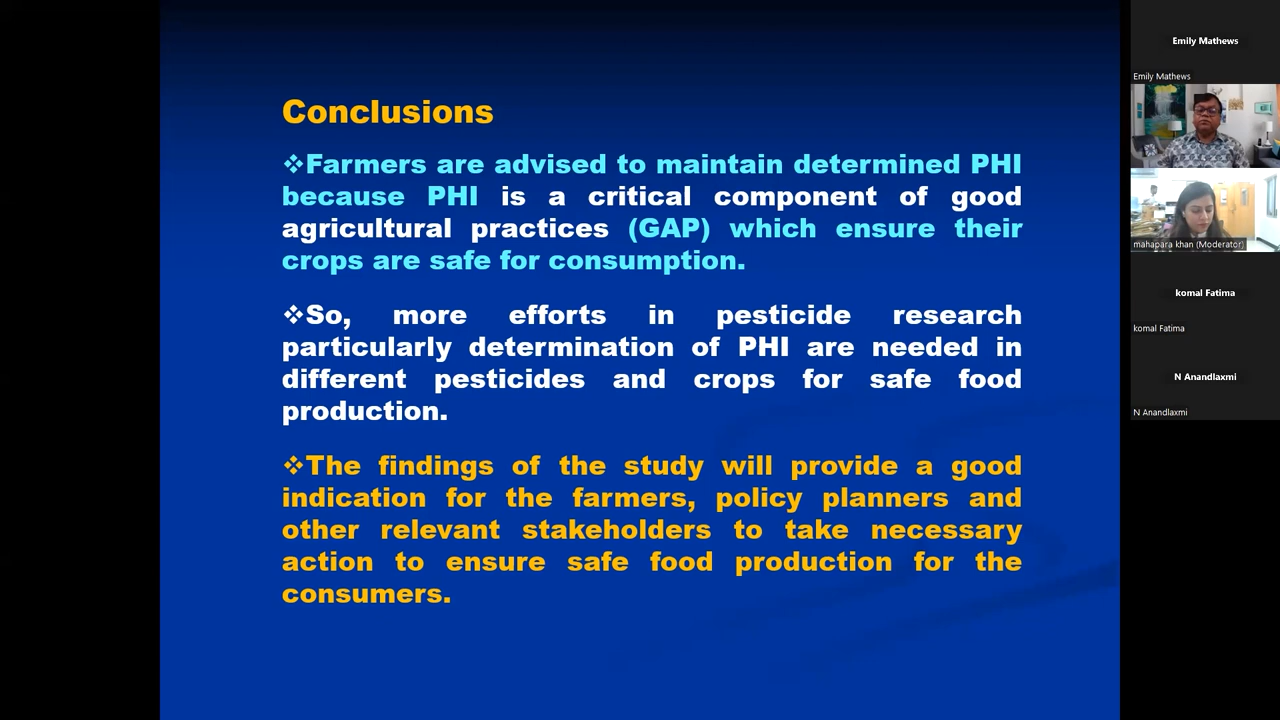 Conclusions
❖Farmers are advised to maintain determined PHI
because PHI is a critical component of good
agricultural practices (GAP) which ensure their
crops are safe for consumption.
❖So, more efforts in pesticide research
particularly determination of PHI are needed in
different pesticides and crops for safe food
production.
❖The findings of the study will provide a good
indication for the farmers, policy planners and
other relevant stakeholders to take necessary
action to ensure safe food production for the
consumers.
Emily Mathews
Emily Mathews
mahapara khan (Moderator)
komal Fatima
komal Fatima
N Anandlaxmi
N Anandlaxmi